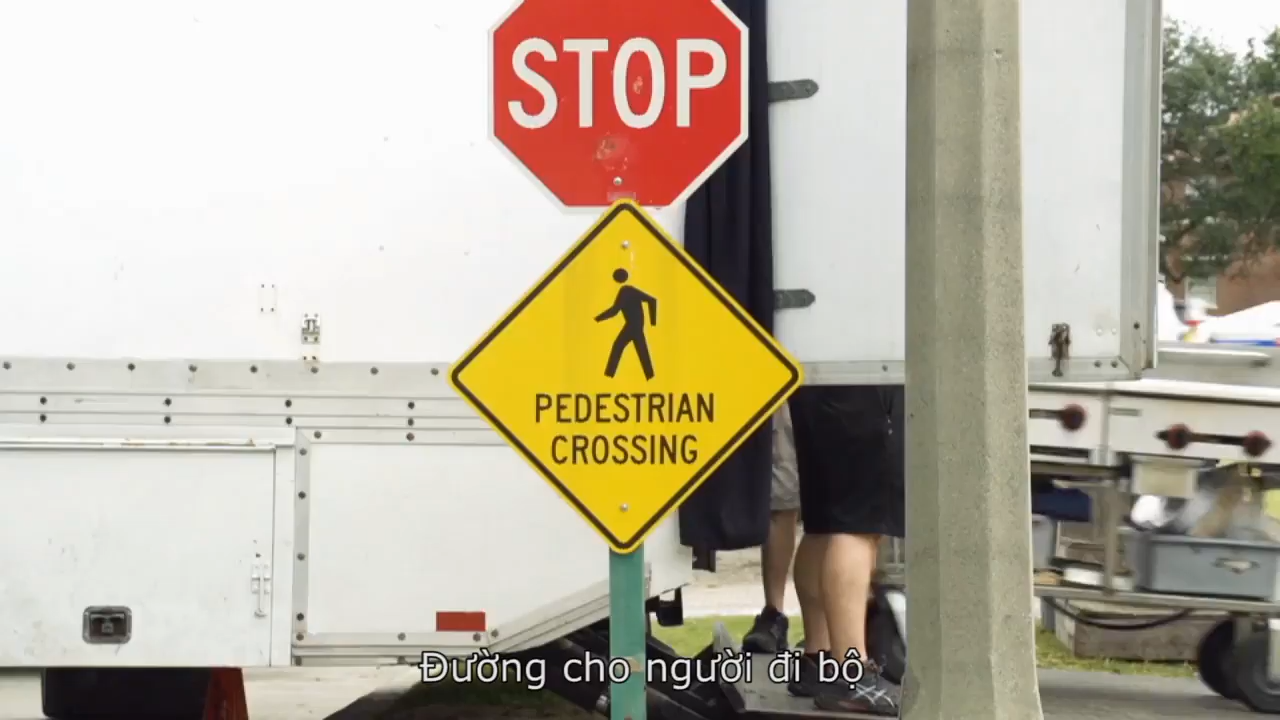 STOP
PEDESTRIAN
CROSSING
Đường cho người đi bộ